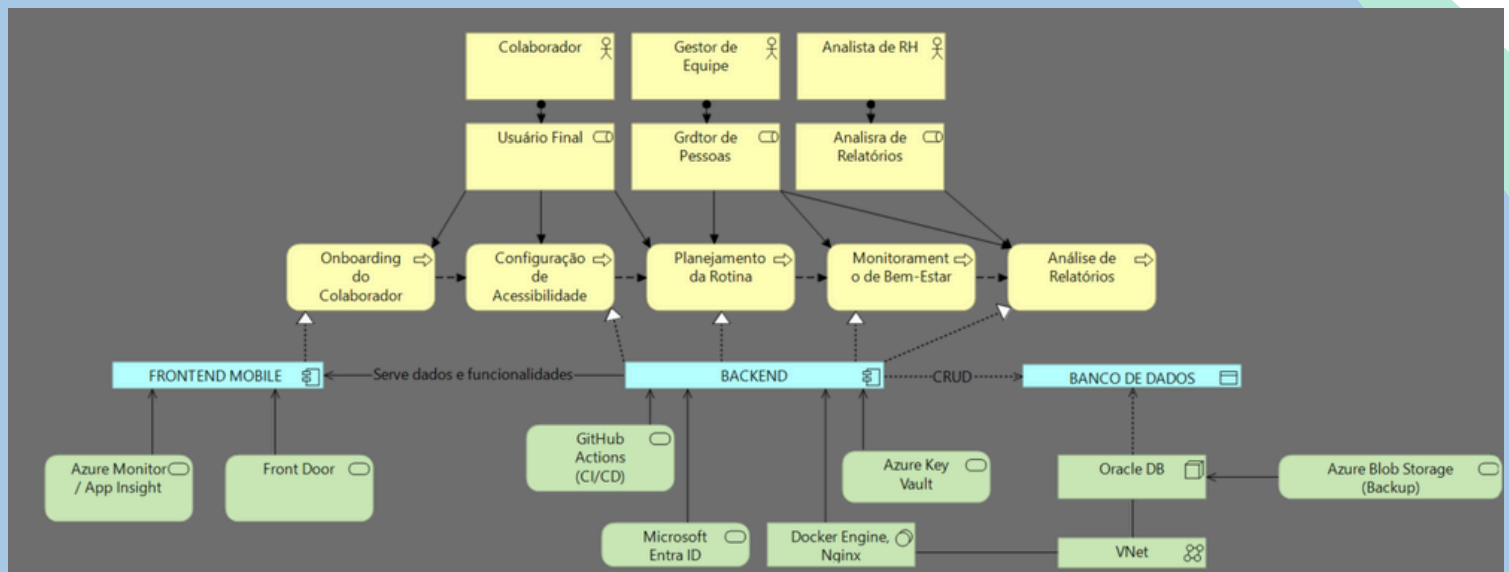 Colaborador
Gestor de
Equipe
Analista de RH
Usuário Final
Grdtor de
Pessoas
Analisra de
Relatórios
Onboarding
do
Colaborador
Configuração
de
Acessibilidade
Planejamento
da Rotina
Monitorament
o de Bem-Estar
Análise de
Relatórios
FRONTEND MOBILE
Serve dados e funcionalidades
BACKEND
CRUD
BANCO DE DADOS
Azure Monitor
/ App Insight
Front Door
GitHub
Actions
(CI/CD)
Azure Key
Vault
Oracle DB
Azure Blob Storage
(Backup)
Microsoft
Entra ID
Docker Engine,
Nginx
VNet